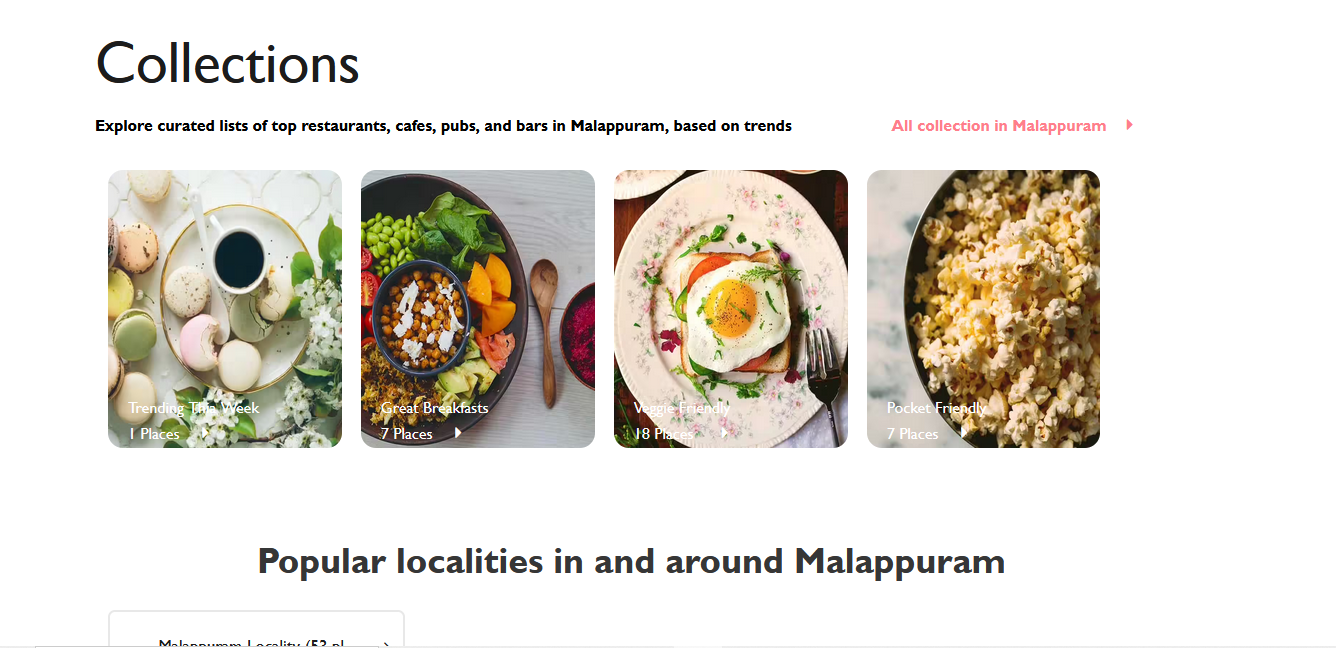 Collections
Explore curated lists of top restaurants, cafes, pubs, and bars in Malappuram, based on trends
All collection in Malappuram
Trending This Week
1 Places
Great Breakfasts
7 Places
Veggie Friendly
18 Places
Pocket Friendly
7 Places
Popular localities in and around Malappuram
Malappuram Locality (53 pl